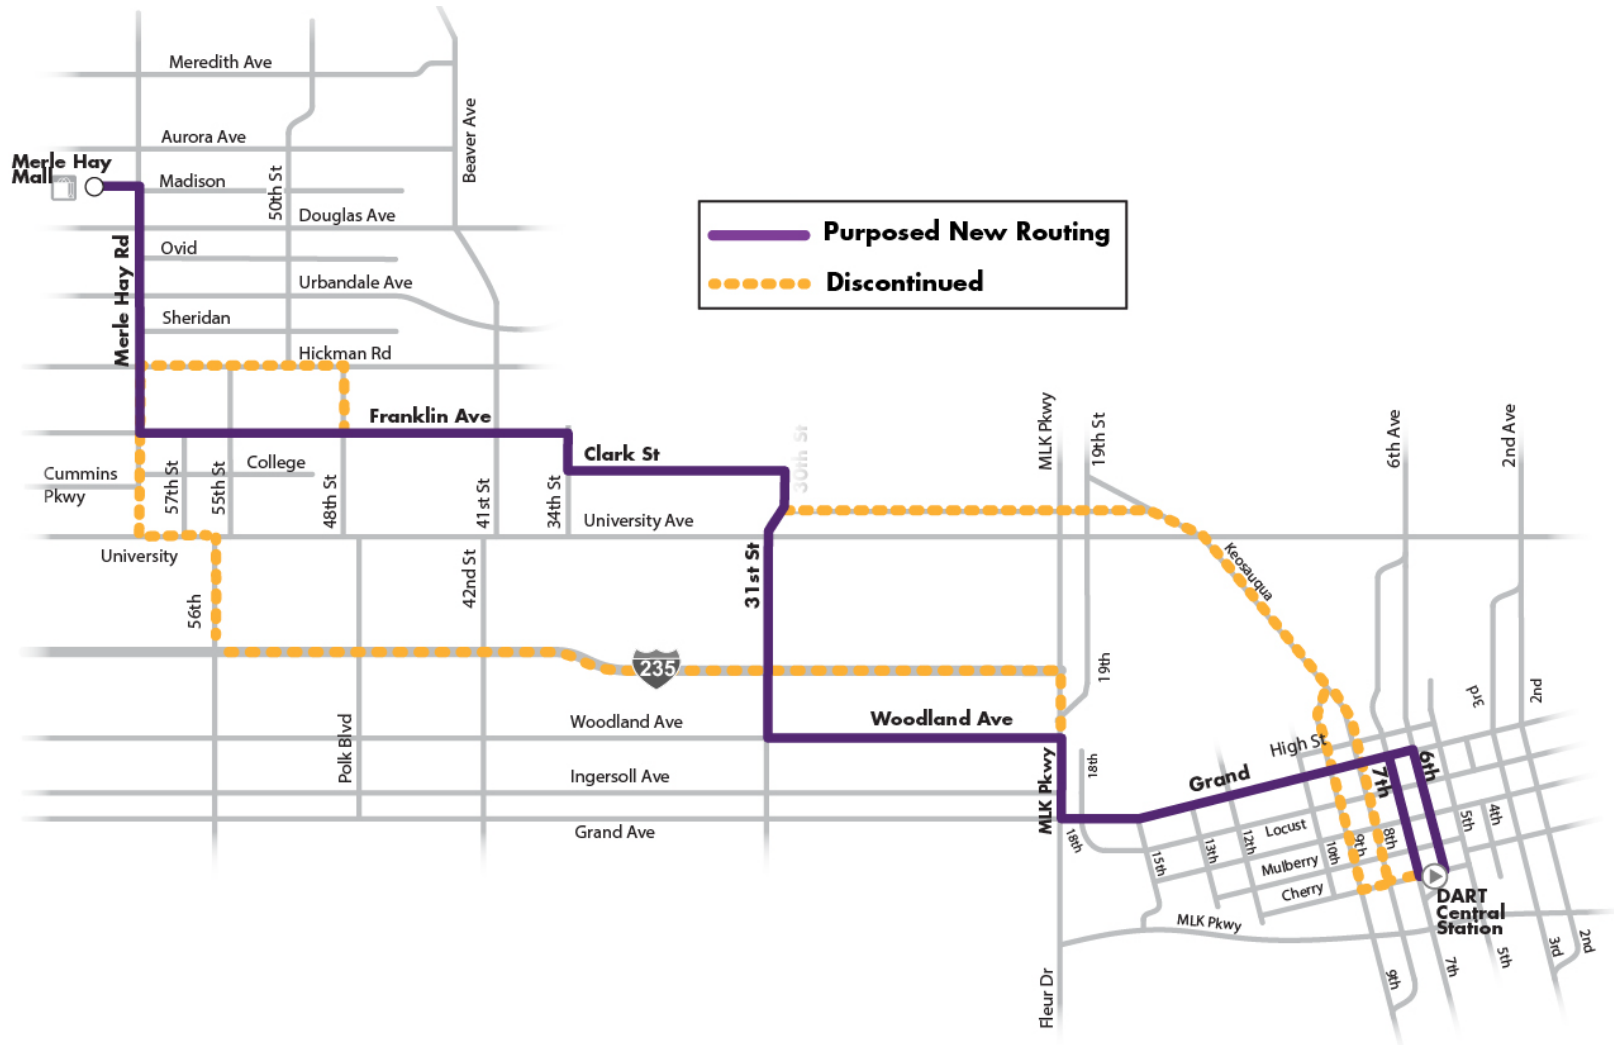 Meredith Ave
Beaver Ave
Aurora Ave
Merle Hay
Mall
Madison
50th St
Douglas Ave
Purposed New Routing
Discontinued
Ovid
Merle Hay Rd
Urbandale Ave
Sheridan
Hickman Rd
Franklin Ave
MLK Pkwy
19th St
6th Ave
2nd Ave
Clark St
30th St
Cummins
Pkwy
College
57th St
55th St
48th St
41st St
34th St
University Ave
University
56th
42nd St
31st St
Keosauqua
235
19th
3rd
2nd
Woodland Ave
Woodland Ave
Polk Blvd
High St
Ingersoll Ave
MLK Pkwy
18th
Grand
7th
6th
Grand Ave
18th
15th
13th
12th
Locust
10th
9th
8th
5th
4th
Mulberry
Cherry
DART
Central
Station
MLK Pkwy
Fleur Dr
9th
7th
5th
3rd
2nd